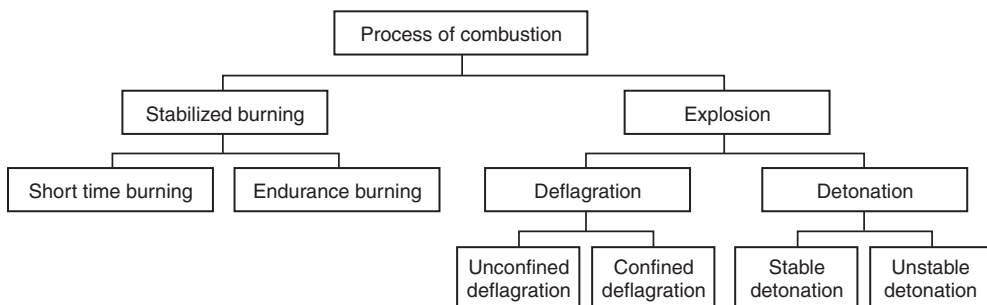 Process of combustion
Stabilized burning
Explosion
Short time burning
Endurance burning
Deflagration
Detonation
Unconfined
deflagration
Confined
deflagration
Stable
detonation
Unstable
detonation